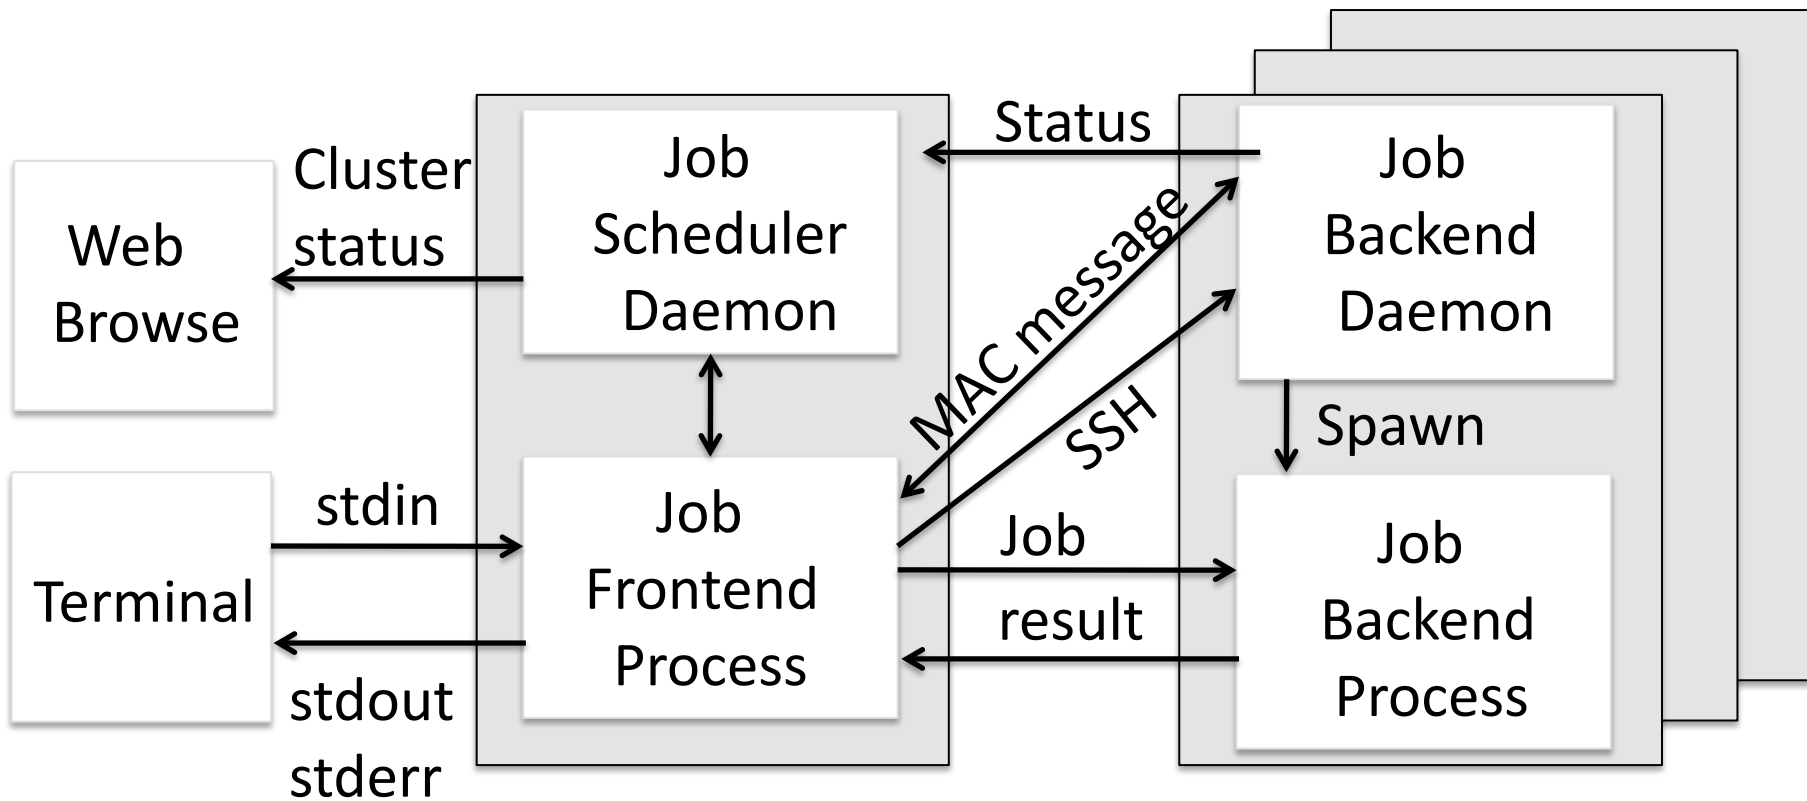 Web
Browse
Cluster
status
Job
Scheduler
Daemon
Status
MAC message
SSH
Job
Backend
Daemon
Spawn
Terminal
stdin
stdout
stderr
Job
Frontend
Process
Job
result
Job
Backend
Process